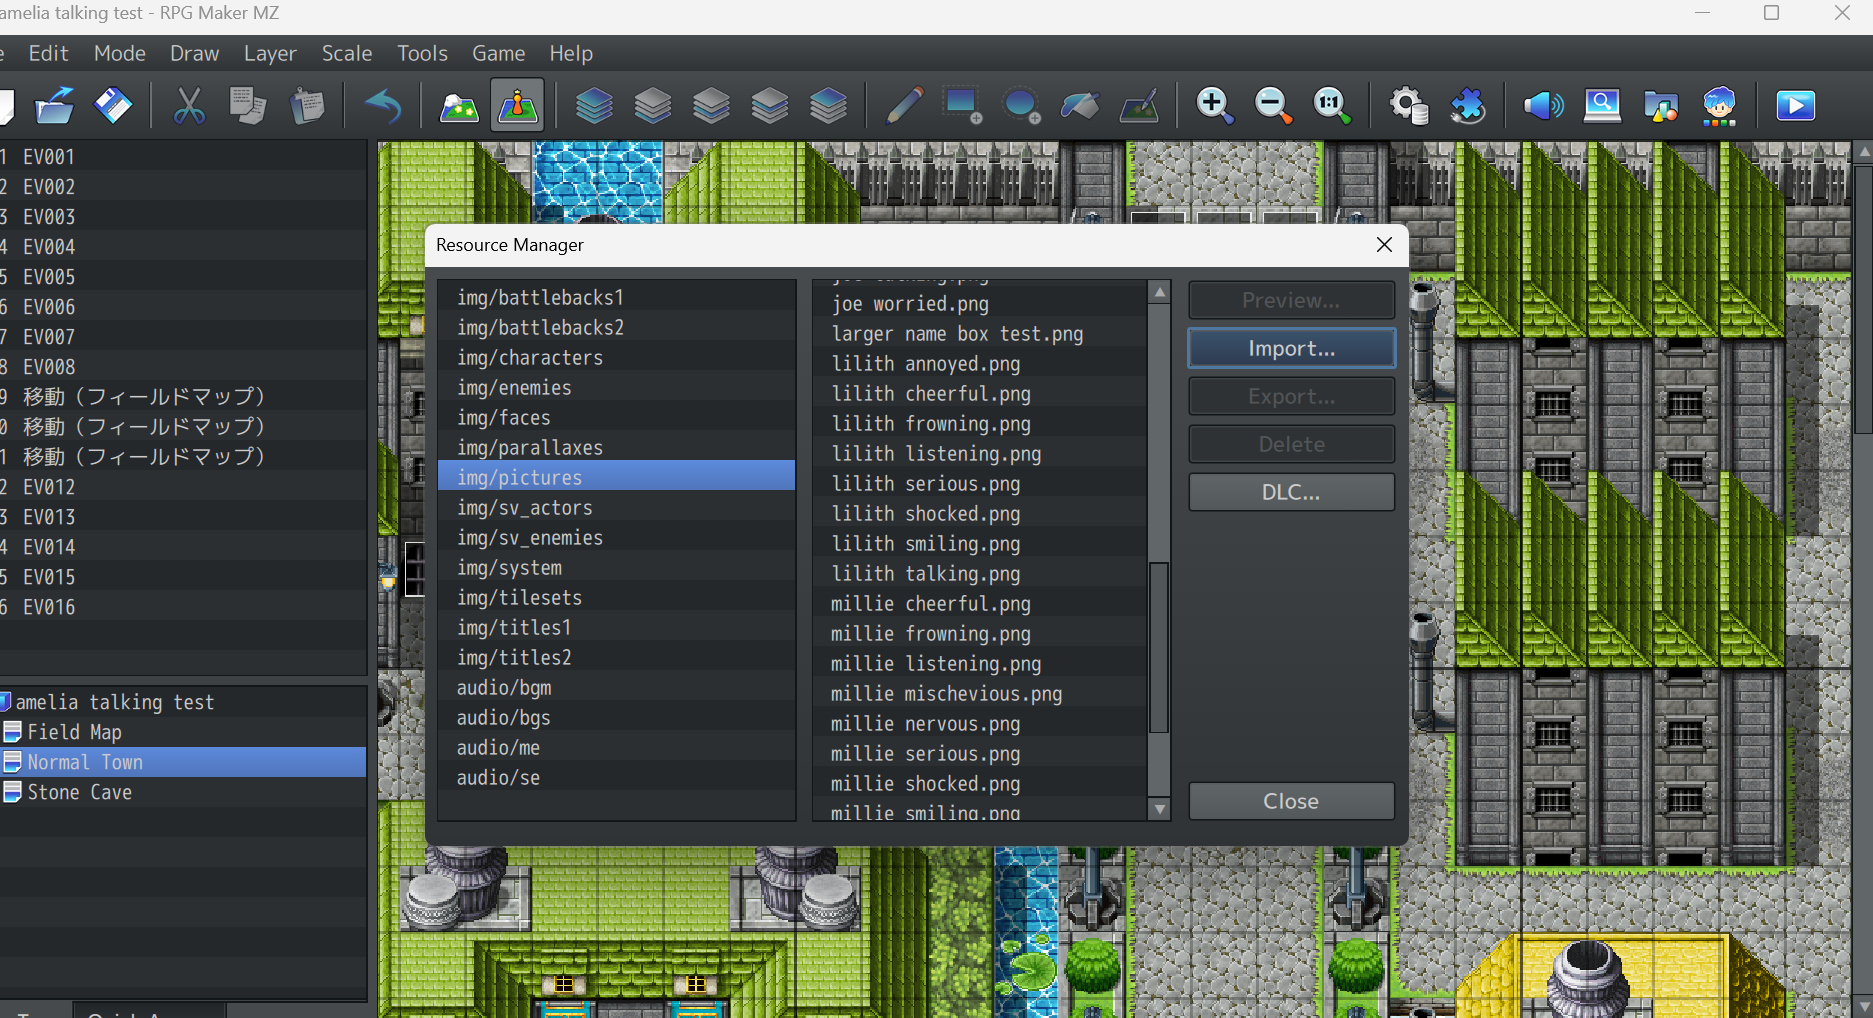 amelia talking test - RPG Maker MZ
Edit Mode Draw Layer Scale Tools Game Help
1:1
1 EV001
2 EV002
3 EV003
4 EV004
5 EV005
6 EV006
7 EV007
8 EV008
9 移動（フィールドマップ）
0 移動（フィールドマップ）
1 移動（フィールドマップ）
2 EV012
3 EV013
4 EV014
5 EV015
6 EV016
amelia talking test
Field Map
Normal Town
Stone Cave
Resource Manager
img/battlebacks1
img/battlebacks2
img/characters
img/enemies
img/faces
img/parallaxes
img/pictures
img/sv_actors
img/sv_enemies
img/system
img/tilesets
img/titles1
img/titles2
audio/bgm
audio/bgs
audio/me
audio/se
joe worried.png
larger name box test.png
lilith annoyed.png
lilith cheerful.png
lilith frowning.png
lilith listening.png
lilith serious.png
lilith shocked.png
lilith smiling.png
lilith talking.png
millie cheerful.png
millie frowning.png
millie listening.png
millie mischevious.png
millie nervous.png
millie serious.png
millie shocked.png
millie smiling.png
Preview...
Import...
Export...
Delete
DLC...
Close